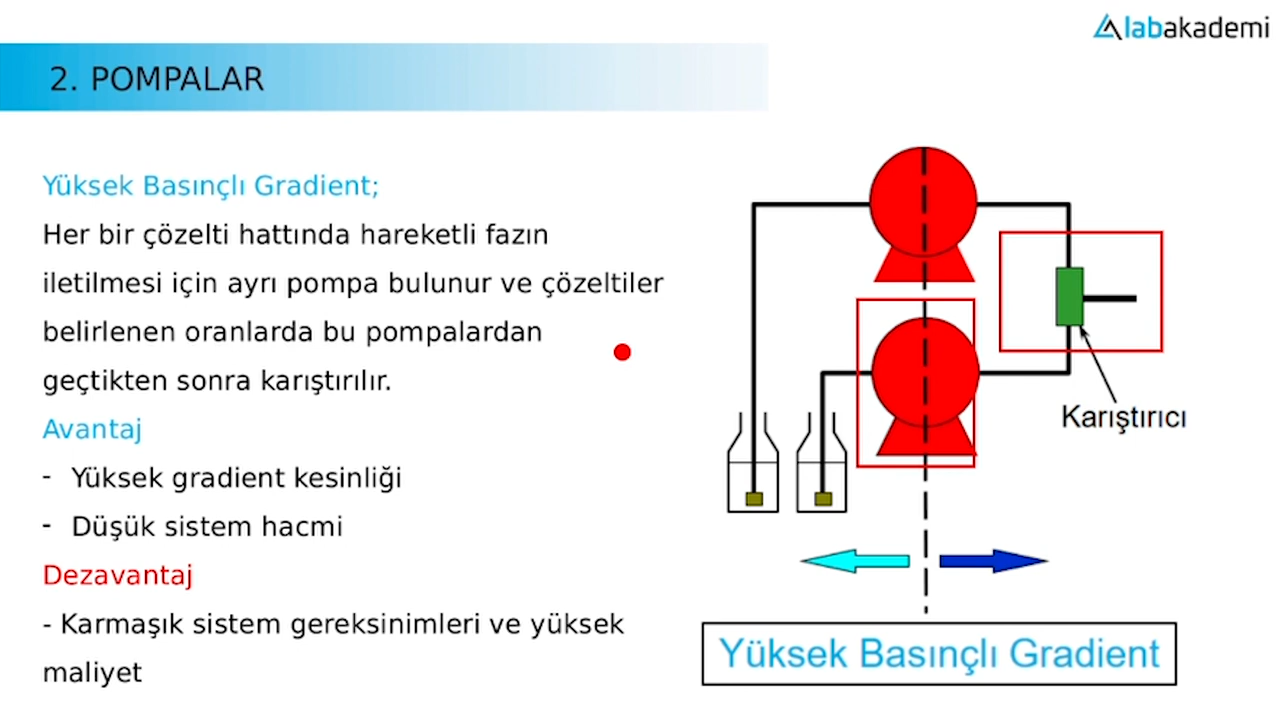 labakademi
2. POMPALAR
Yüksek Basınçlı Gradient;
Her bir çözelti hattında hareketli fazın
iletilmesi için ayrı pompa bulunur ve çözeltiler
belirlenen oranlarda bu pompalardan
geçtikten sonra karıştırılır.
Avantaj
- Yüksek gradient kesinliği
- Düşük sistem hacmi
Dezavantaj
- Karmaşık sistem gereksinimleri ve yüksek
maliyet
Karıştırıcı
Yüksek Basınçlı Gradient